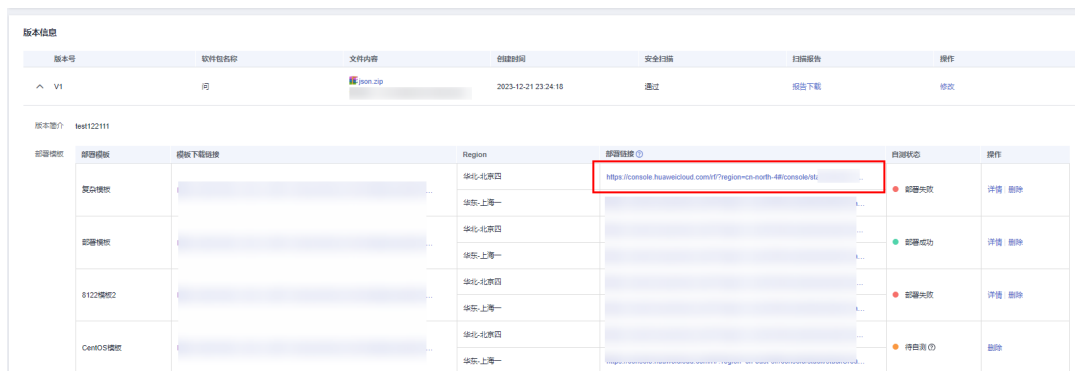 版本信息
版本号 软件包名称 文件内容 创建时间 安全扫描 扫描报告 操作
V1 问 json.zip 2023-12-21 23:24:18 通过 报告下载 修改
版本简介 test122111
部署模板 部署模板 模板下载链接 Region 部署链接 自测状态 操作
复杂模板 华北-北京四 https://console.huaweicloud.com/rf/?region=cn-north-4#/console/sta ... 部署失败 详情 删除
华东-上海一
部署模板 华北-北京四 部署成功 详情 删除
华东-上海一
8122模板2 华北-北京四 部署失败 详情 删除
华东-上海一
CentOS模板 华北-北京四 待自测 删除
华东-上海一